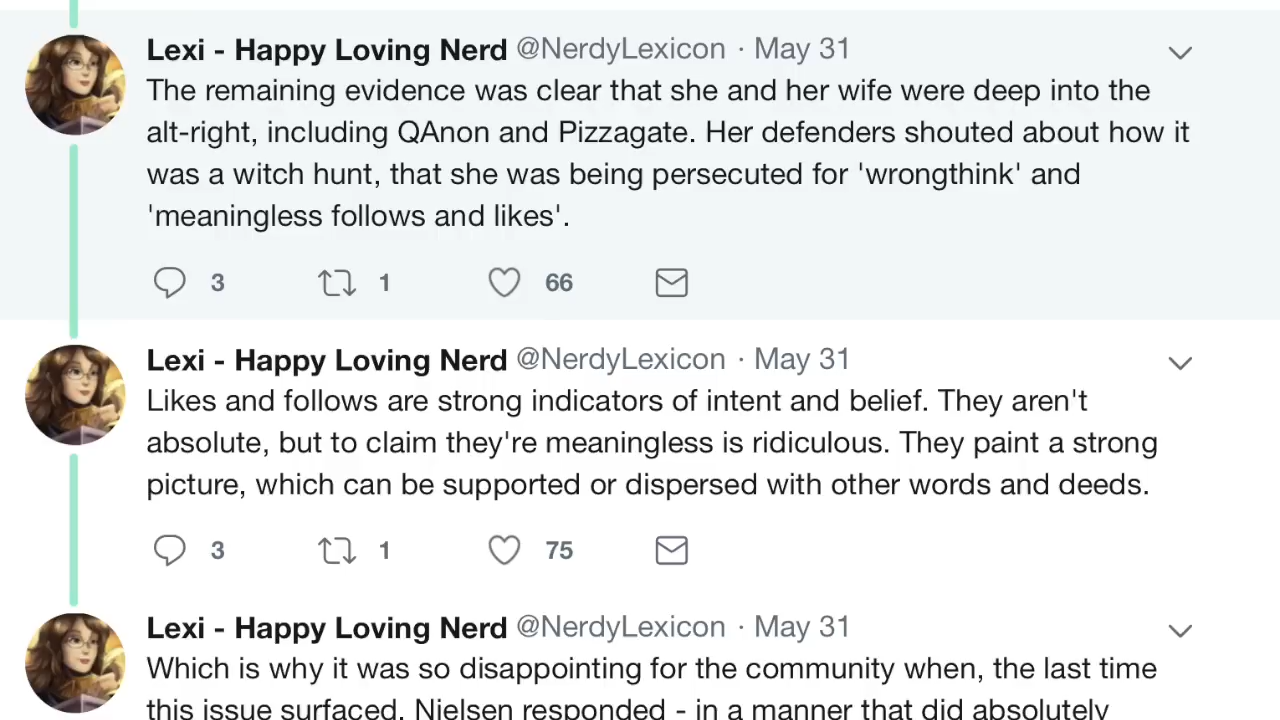 Lexi - Happy Loving Nerd @NerdyLexicon · May 31
The remaining evidence was clear that she and her wife were deep into the
alt-right, including QAnon and Pizzagate. Her defenders shouted about how it
was a witch hunt, that she was being persecuted for 'wrongthink' and
'meaningless follows and likes'.
3 1 66
Lexi - Happy Loving Nerd @NerdyLexicon · May 31
Likes and follows are strong indicators of intent and belief. They aren't
absolute, but to claim they're meaningless is ridiculous. They paint a strong
picture, which can be supported or dispersed with other words and deeds.
3 1 75
Lexi - Happy Loving Nerd @NerdyLexicon · May 31
Which is why it was so disappointing for the community when, the last time
this issue surfaced, Nielsen responded - in a manner that did absolutely